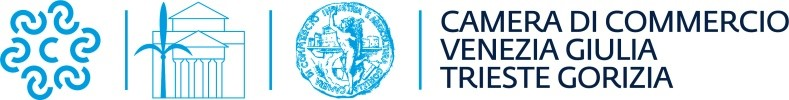 CAMERA DI COMMERCIO
VENEZIA GIULIA
TRIESTE GORIZIA